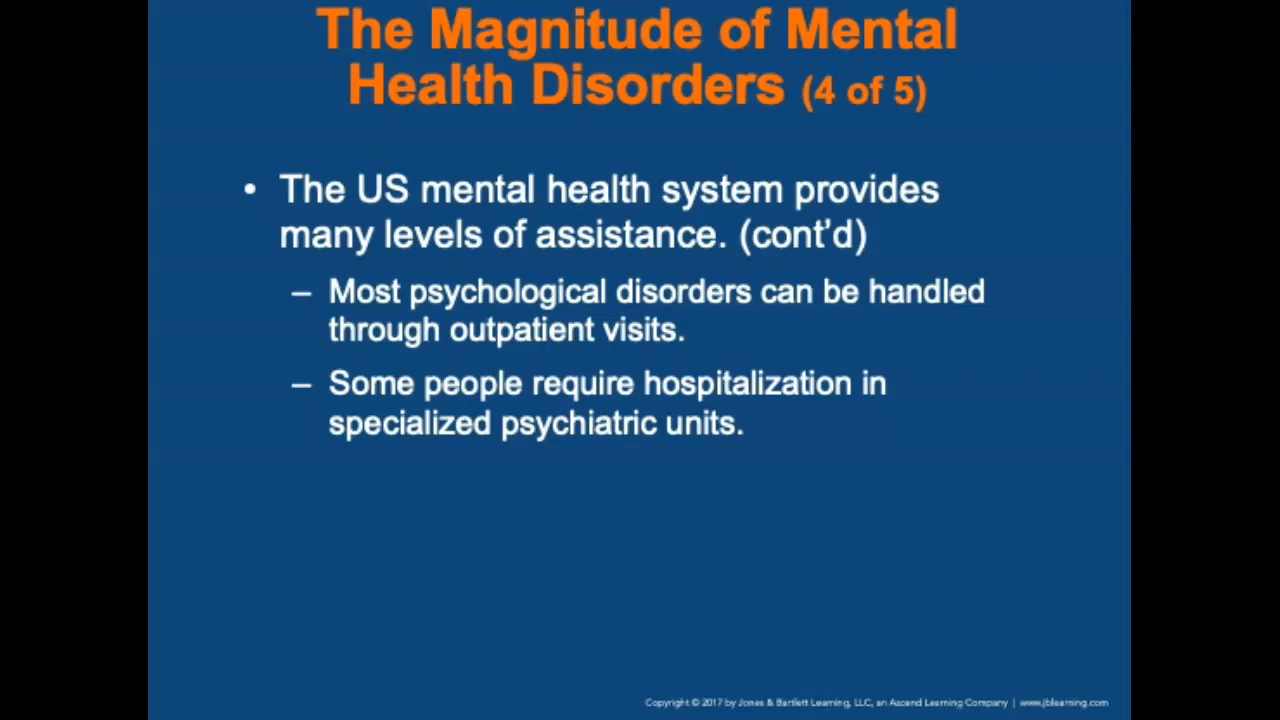 The Magnitude of Mental
Health Disorders (4 of 5)
• The US mental health system provides
many levels of assistance. (cont’d)
– Most psychological disorders can be handled
through outpatient visits.
– Some people require hospitalization in
specialized psychiatric units.
Copyright © 2017 by Jones & Bartlett Learning, LLC, an Ascend Learning Company | www.jblearning.com